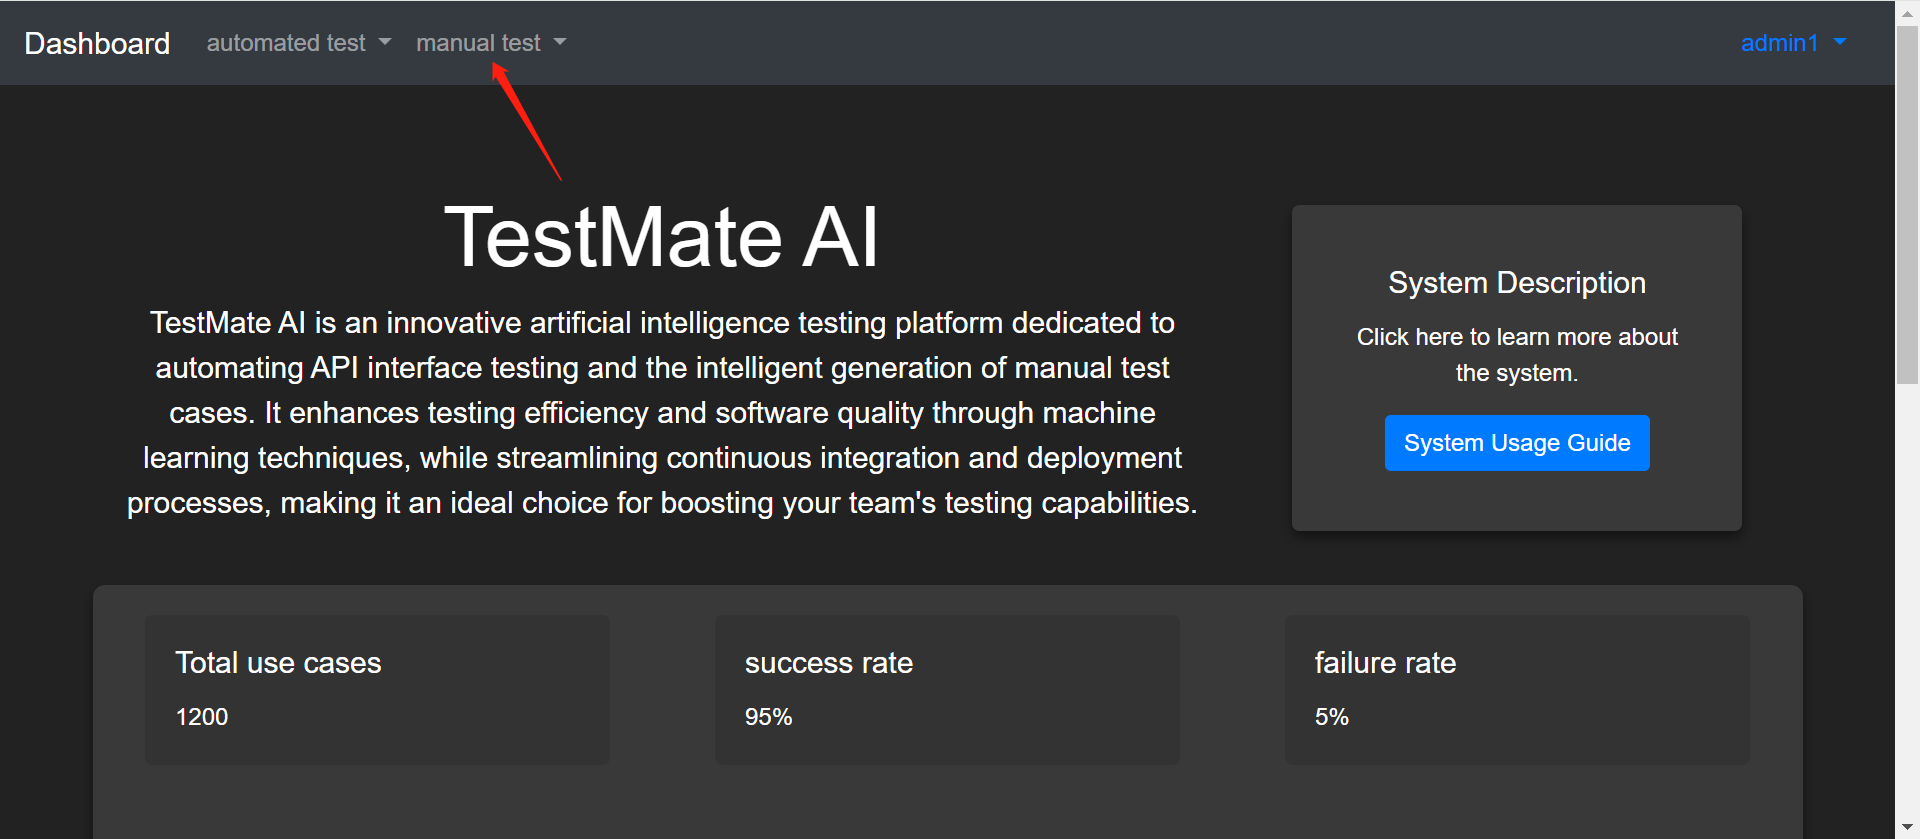 Dashboard automated test manual test admin1
TestMate AI
TestMate AI is an innovative artificial intelligence testing platform dedicated to
automating API interface testing and the intelligent generation of manual test
cases. It enhances testing efficiency and software quality through machine
learning techniques, while streamlining continuous integration and deployment
processes, making it an ideal choice for boosting your team's testing capabilities.
System Description
Click here to learn more about
the system.
System Usage Guide
Total use cases
1200
success rate
95%
failure rate
5%